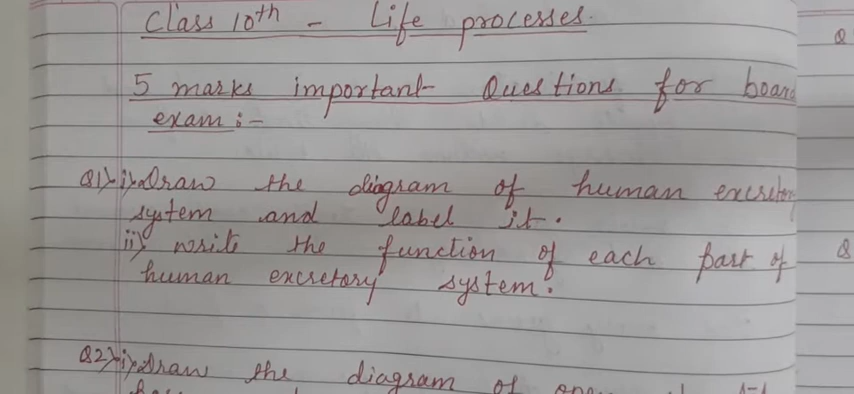 Class 10th - Life processes.
5 marks important Questions for board
exam :-
Q1) i) Draw the diagram of human excretory
system and label it.
ii) write the function of each part of
human excretory system.
Q2) i) Draw the diagram of
Q
Q